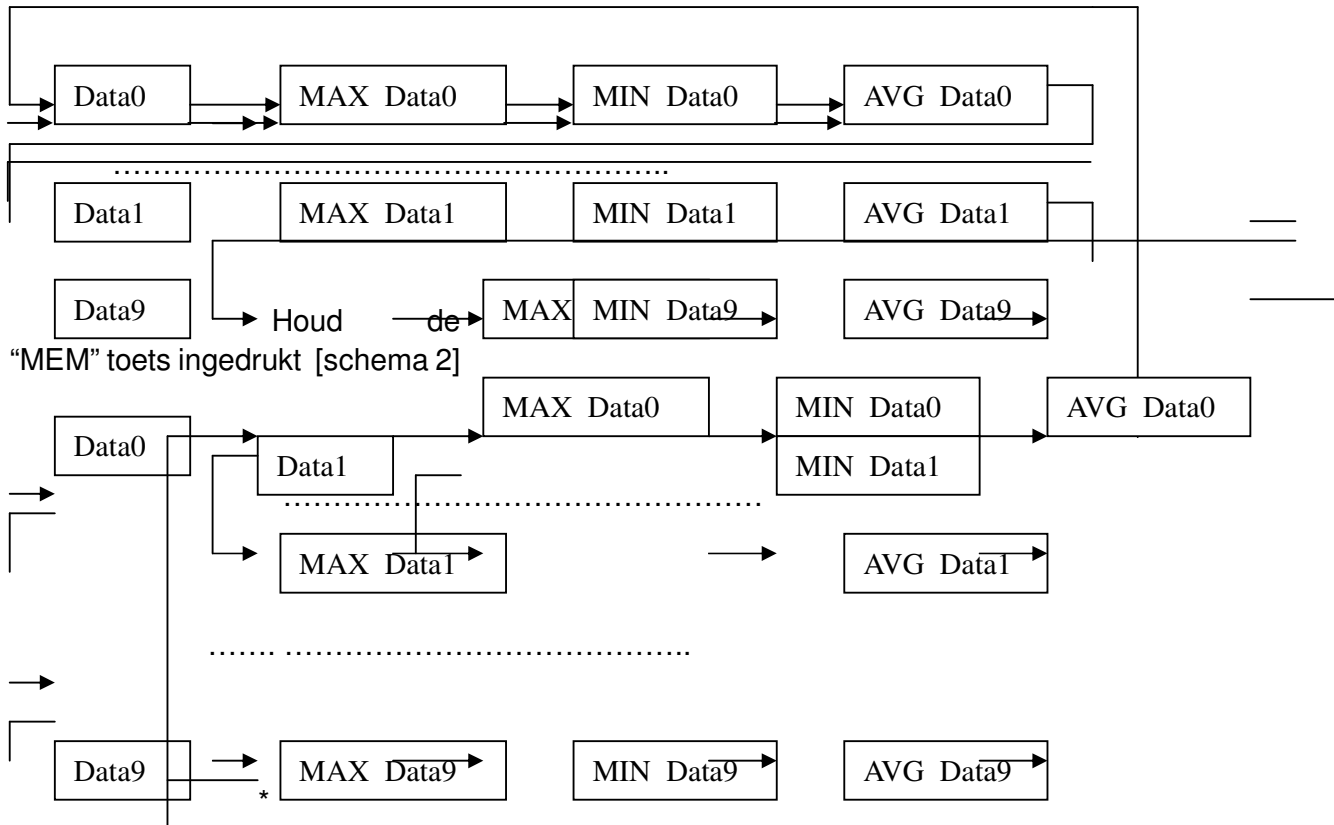 Data0 MAX Data0 MIN Data0 AVG Data0
……………………………………………………..
Data1 MAX Data1 MIN Data1 AVG Data1
Data9 Houd de MAX MIN Data9 AVG Data9
“MEM” toets ingedrukt [schema 2]
MAX Data0 MIN Data0 AVG Data0
Data0
Data1 MIN Data1
……………………………………………
MAX Data1 AVG Data1
……. ……………………………………..
Data9 MAX Data9 MIN Data9 AVG Data9
*